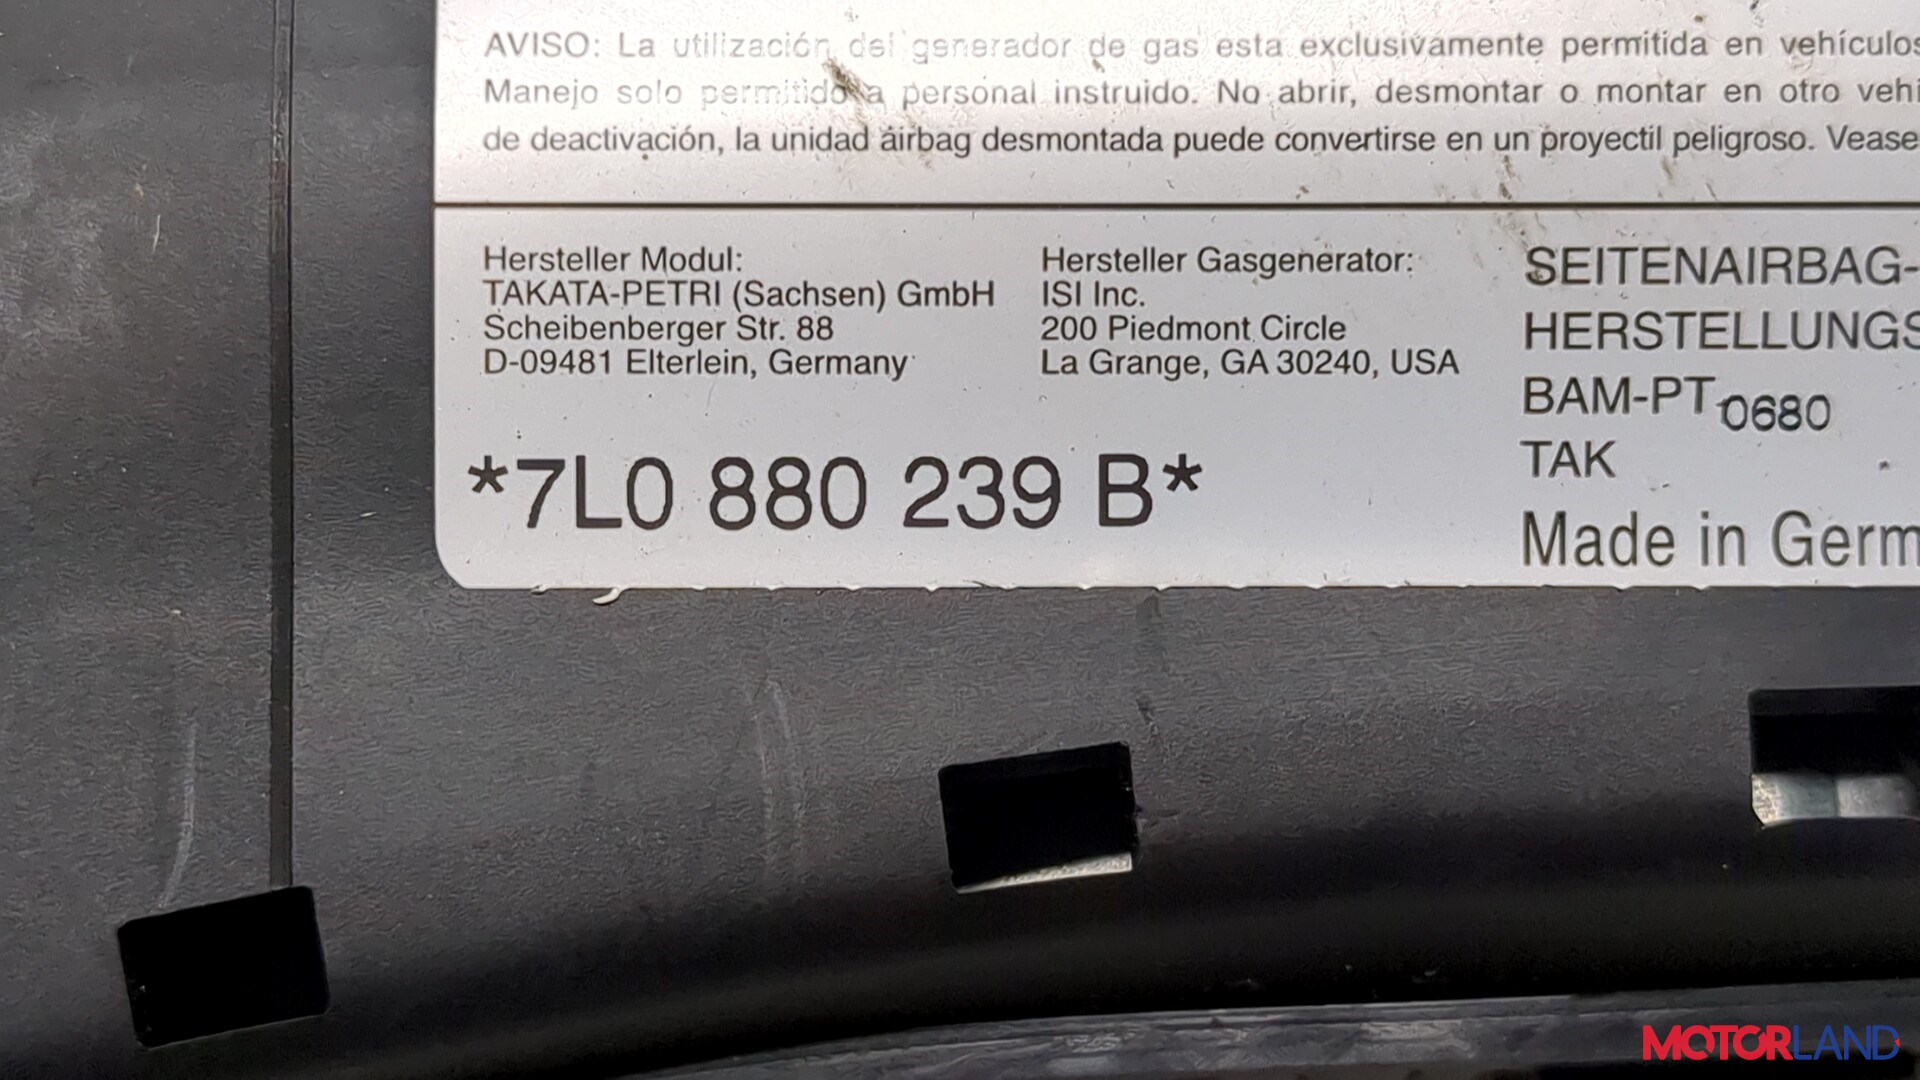 AVISO: La utilización del generador de gas esta exclusivamente permitida en vehículos
Manejo solo permitido a personal instruido. No abrir, desmontar o montar en otro vehi
de deactivación, la unidad airbag desmontada puede convertirse en un proyectil peligroso. Vease
Hersteller Modul:
TAKATA-PETRI (Sachsen) GmbH
Scheibenberger Str. 88
D-09481 Elterlein, Germany
Hersteller Gasgenerator:
ISI Inc.
200 Piedmont Circle
La Grange, GA 30240, USA
*7L0 880 239 B*
SEITENAIRBAG-
HERSTELLUNGS
BAM-PT-0680
TAK
Made in Germ
MOTORLAND